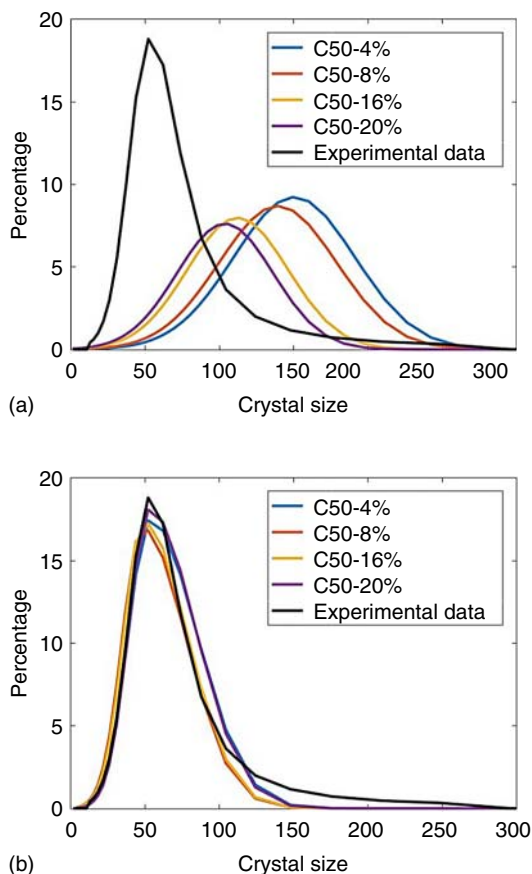 20
15
10
5
0
Percentage
C50-4%
C50-8%
C50-16%
C50-20%
Experimental data
0 50 100 150 200 250 300
(a)
Crystal size
20
15
10
5
0
Percentage
C50-4%
C50-8%
C50-16%
C50-20%
Experimental data
0 50 100 150 200 250 300
(b)
Crystal size